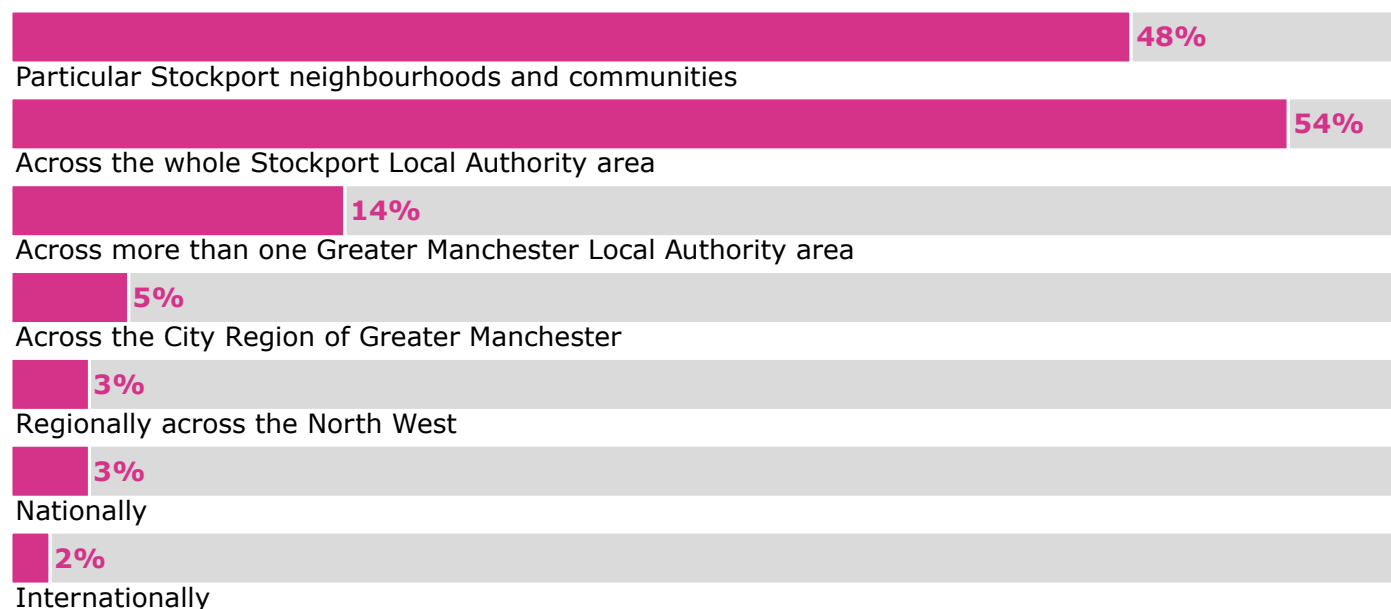 48%
Particular Stockport neighbourhoods and communities
54%
Across the whole Stockport Local Authority area
14%
Across more than one Greater Manchester Local Authority area
5%
Across the City Region of Greater Manchester
3%
Regionally across the North West
3%
Nationally
2%
Internationally